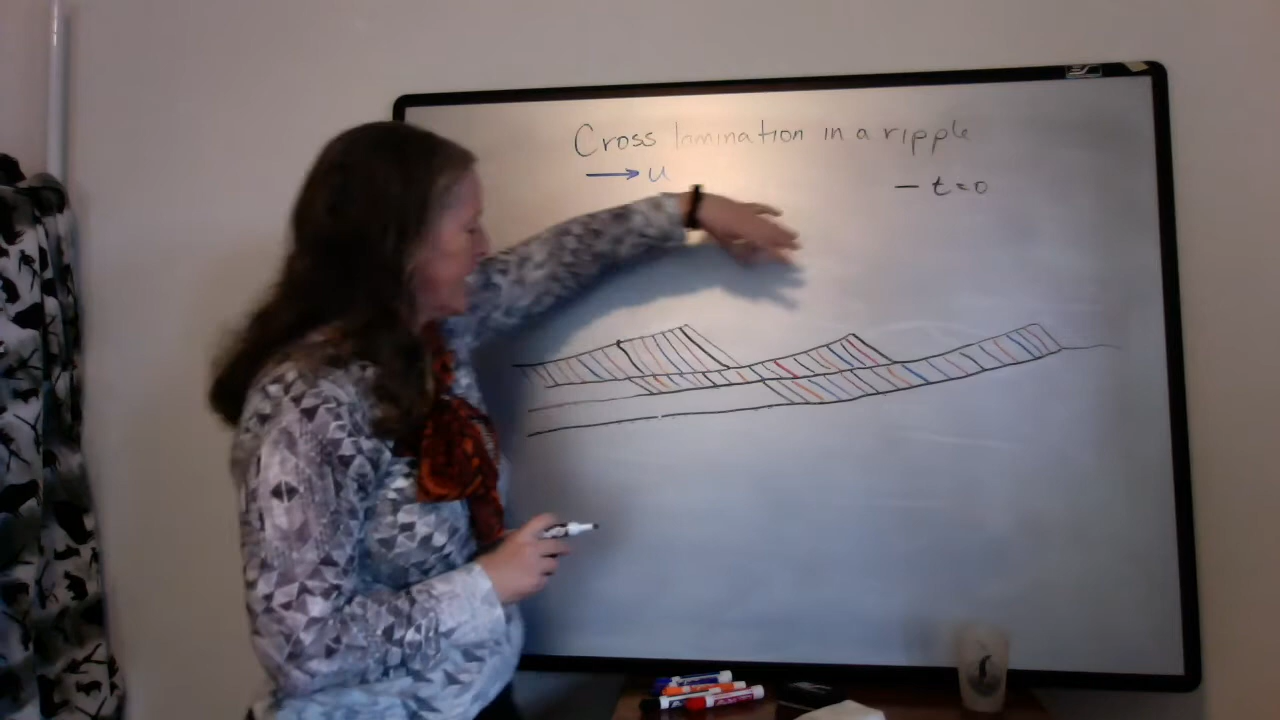 Cross lamination in a ripple
→ u
— t=0